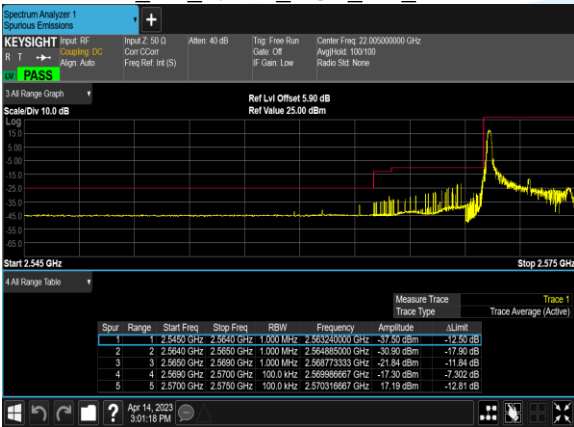 Spectrum Analyzer 1
Spurious Emissions
KEYSIGHT Input: RF
R T Coupling: DC
Align: Auto
LU PASS
Input Z: 50 Ω
Corr CCorr
Freq Ref: Int (S)
Atten: 40 dB
Trig: Free Run
Gate: Off
IF Gain: Low
Center Freq: 22.005000000 GHz
Avg|Hold: 100/100
Radio Std: None
3 All Range Graph
Scale/Div 10.0 dB
Ref Lvl Offset 5.90 dB
Ref Value 25.00 dBm
Log
15.0
5.00
-5.00
-15.0
-25.0
-35.0
-45.0
-55.0
-65.0
Start 2.545 GHz
Stop 2.575 GHz
4 All Range Table
Measure Trace Trace 1
Trace Type Trace Average (Active)
Spur Range Start Freq Stop Freq RBW Frequency Amplitude ΔLimit
1 1 2.5450 GHz 2.5640 GHz 1.000 MHz 2.563240000 GHz -37.50 dBm -12.50 dB
2 2 2.5640 GHz 2.5650 GHz 1.000 MHz 2.564885000 GHz -30.90 dBm -17.90 dB
3 3 2.5650 GHz 2.5690 GHz 1.000 MHz 2.568773333 GHz -21.84 dBm -11.84 dB
4 4 2.5690 GHz 2.5700 GHz 100.0 kHz 2.569986667 GHz -17.30 dBm -7.302 dB
5 5 2.5700 GHz 2.5750 GHz 100.0 kHz 2.570316667 GHz 17.19 dBm -12.81 dB
?
Apr 14, 2023
3:01:18 PM